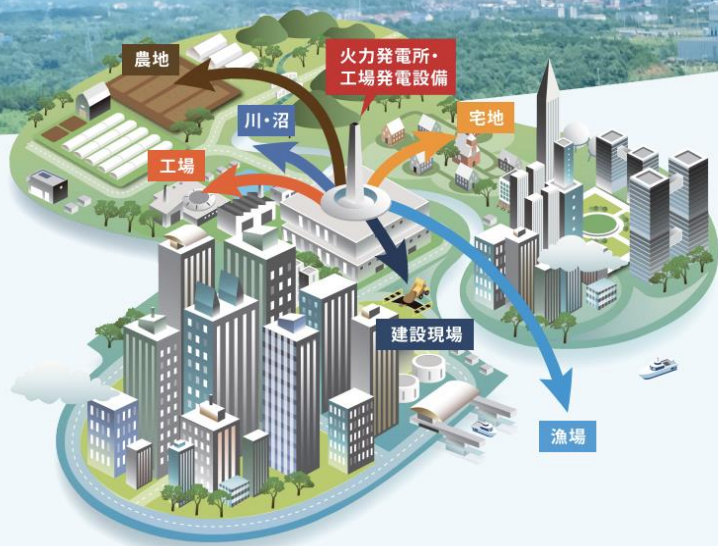 農地
火力発電所・
工場発電設備
川・沼
宅地
工場
建設現場
漁場